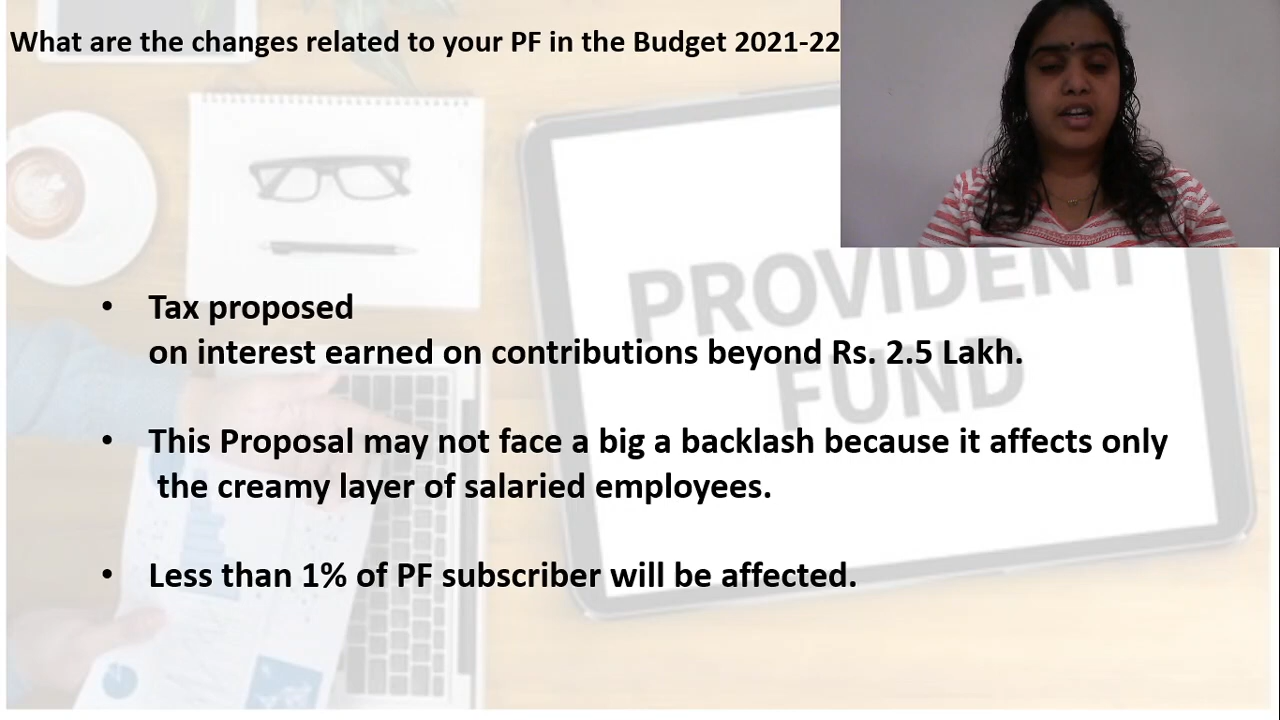 What are the changes related to your PF in the Budget 2021-22
PROVIDENT
FUND
• Tax proposed
on interest earned on contributions beyond Rs. 2.5 Lakh.
• This Proposal may not face a big a backlash because it affects only
the creamy layer of salaried employees.
• Less than 1% of PF subscriber will be affected.